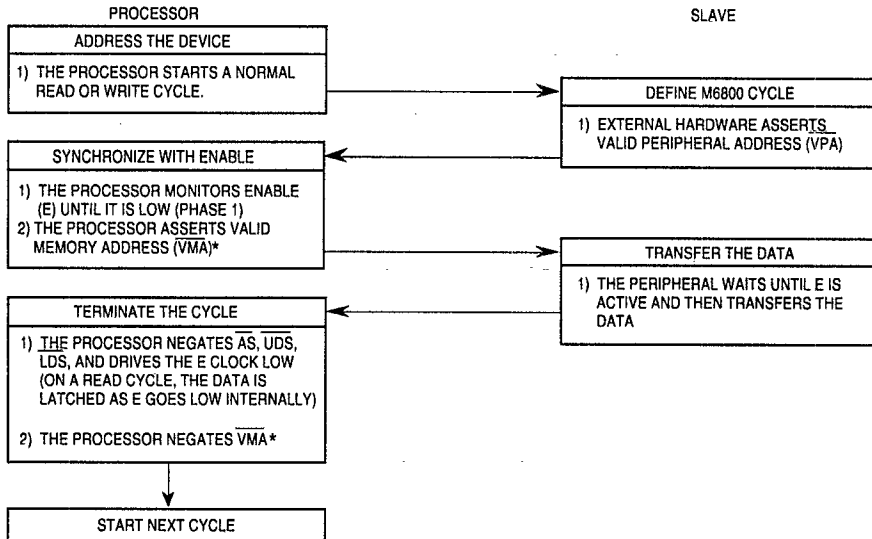 PROCESSOR
SLAVE
ADDRESS THE DEVICE
1) THE PROCESSOR STARTS A NORMAL
READ OR WRITE CYCLE.
DEFINE M6800 CYCLE
1) EXTERNAL HARDWARE ASSERTS
VALID PERIPHERAL ADDRESS (VPA)
SYNCHRONIZE WITH ENABLE
1) THE PROCESSOR MONITORS ENABLE
(E) UNTIL IT IS LOW (PHASE 1)
2) THE PROCESSOR ASSERTS VALID
MEMORY ADDRESS (VMA)*
TRANSFER THE DATA
1) THE PERIPHERAL WAITS UNTIL E IS
ACTIVE AND THEN TRANSFERS THE
DATA
TERMINATE THE CYCLE
1) THE PROCESSOR NEGATES AS, UDS,
LDS, AND DRIVES THE E CLOCK LOW
(ON A READ CYCLE, THE DATA IS
LATCHED AS E GOES LOW INTERNALLY)
2) THE PROCESSOR NEGATES VMA*
START NEXT CYCLE